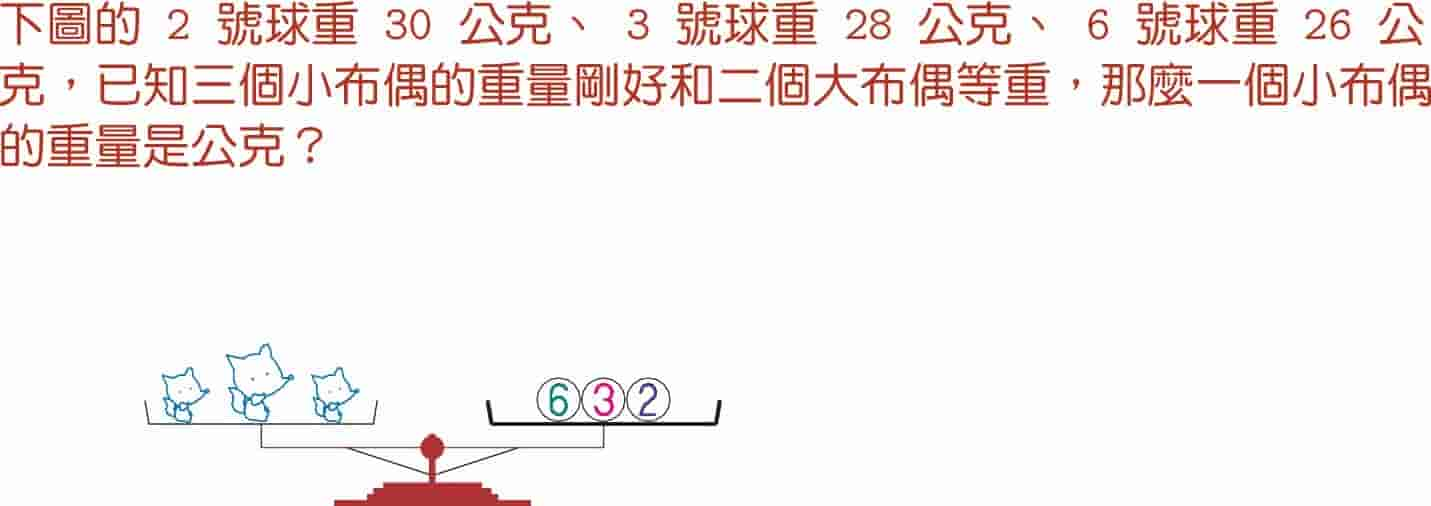 下圖的 2 號球重 30 公克、 3 號球重 28 公克、 6 號球重 26 公
克，已知三個小布偶的重量剛好和二個大布偶等重，那麼一個小布偶
的重量是公克？
6 3 2